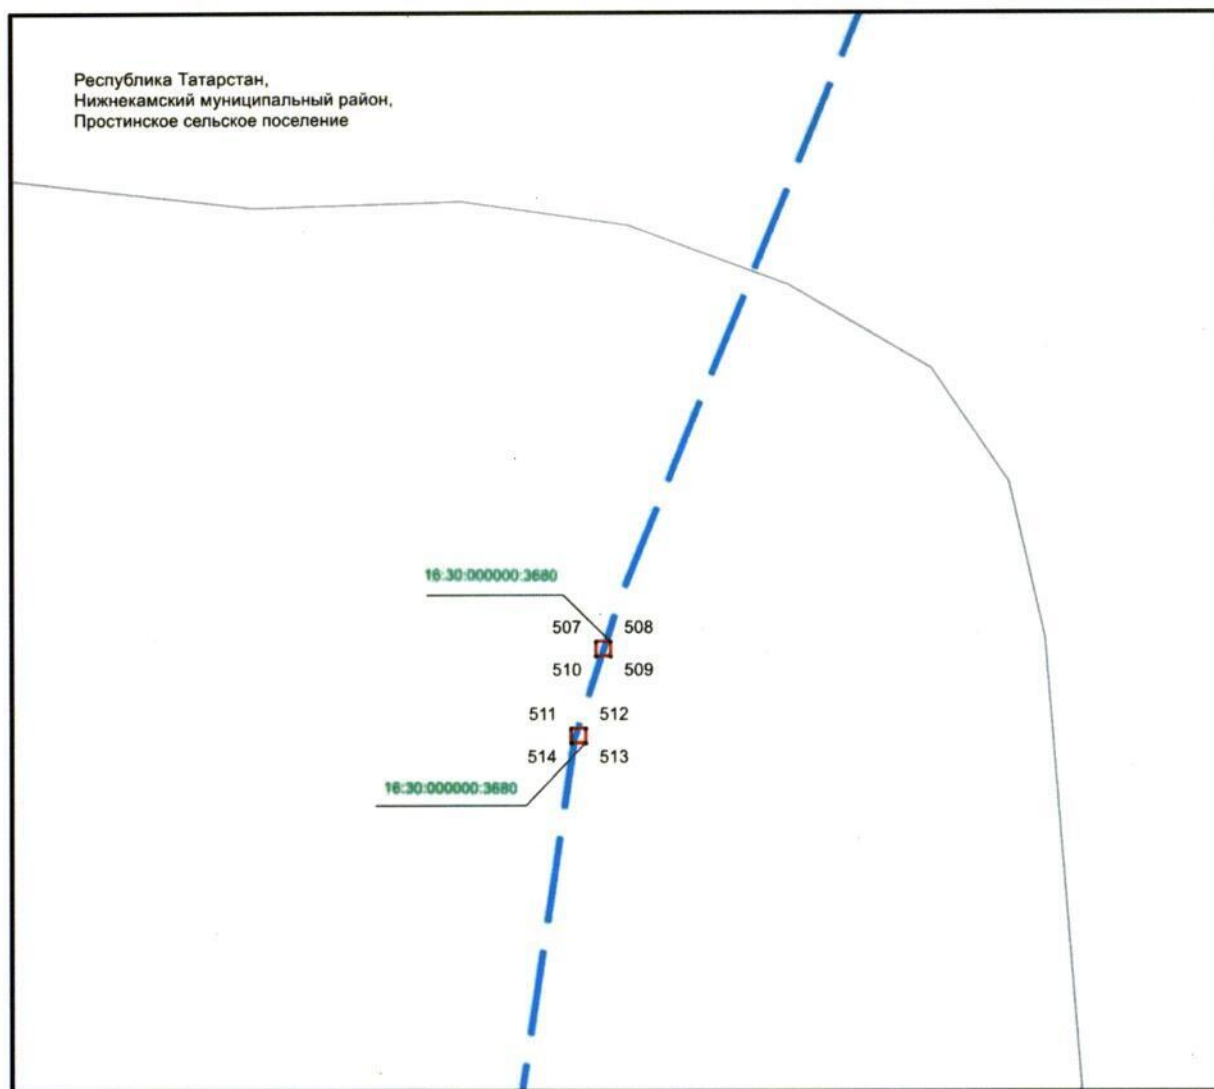 Республика Татарстан,
Нижнекамский муниципальный район,
Простинское сельское поселение
16:30:000000:3680
507 508
510 509
511 512
514 513
16:30:000000:3680